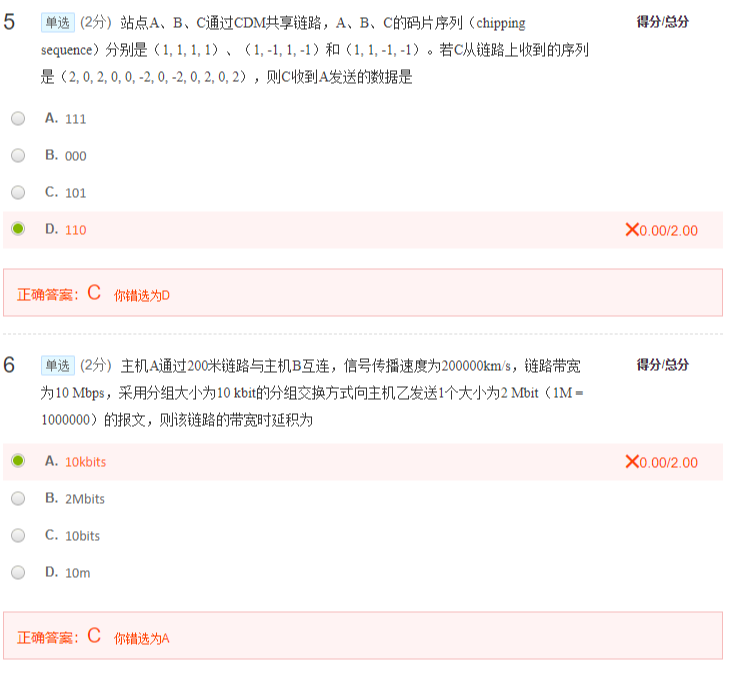 5 单选 (2分) 站点A、B、C通过CDM共享链路，A、B、C的码片序列（chipping 得分/总分
sequence）分别是（1, 1, 1, 1）、（1, -1, 1, -1）和（1, 1, -1, -1）。若C从链路上收到的序列
是（2, 0, 2, 0, 0, -2, 0, -2, 0, 2, 0, 2），则C收到A发送的数据是
A. 111
B. 000
C. 101
D. 110 ×0.00/2.00
正确答案：C 你错选为D
6 单选 (2分) 主机A通过200米链路与主机B互连，信号传播速度为200000km/s，链路带宽 得分/总分
为10 Mbps，采用分组大小为10 kbit的分组交换方式向主机乙发送1个大小为2 Mbit（1M =
1000000）的报文，则该链路的带宽时延积为
A. 10kbits ×0.00/2.00
B. 2Mbits
C. 10bits
D. 10m
正确答案：C 你错选为A